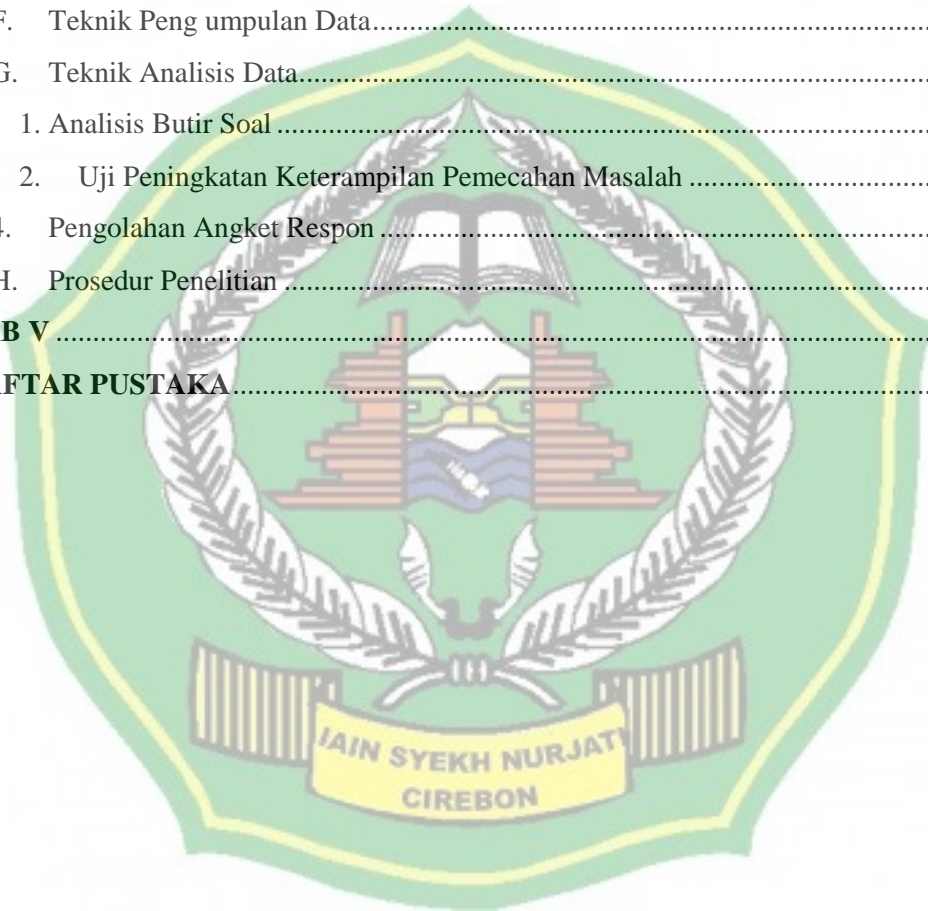 F. Teknik Peng umpulan Data....................................................................................................
G. Teknik Analisis Data....................................................................................................
1. Analisis Butir Soal ....................................................................................................
2. Uji Peningkatan Keterampilan Pemecahan Masalah ........................................
4. Pengolahan Angket Respon ....................................................................................................
H. Prosedur Penelitian ....................................................................................................
B V ....................................................................................................
FTAR PUSTAKA....................................................................................................
IAIN SYEKH NURJATI
CIREBON